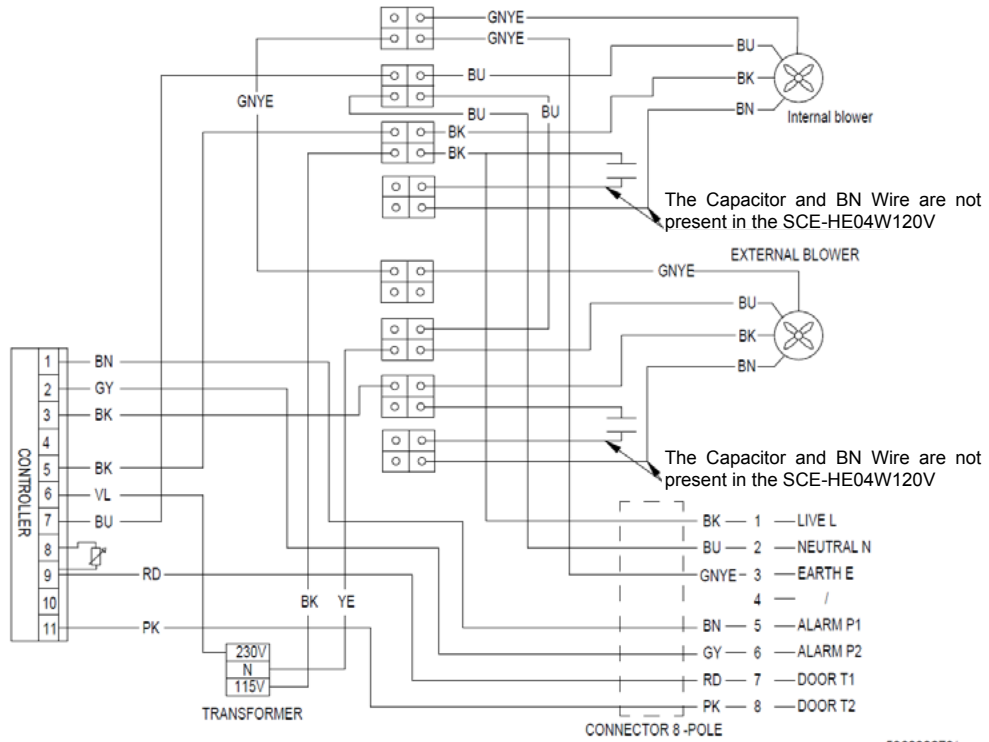 GNYE
GNYE
BU
BU
BK
GNYE
BU
BU
BN
Internal blower
BK
BK
The Capacitor and BN Wire are not
present in the SCE-HE04W120V
EXTERNAL BLOWER
GNYE
BU
BK
BN
CONTROLLER
1 BN
2 GY
3 BK
4
5 BK
6 VL
7 BU
8
9 RD
10
11 PK
The Capacitor and BN Wire are not
present in the SCE-HE04W120V
BK 1 LIVE L
BU 2 NEUTRAL N
GNYE 3 EARTH E
4 /
BN 5 ALARM P1
GY 6 ALARM P2
RD 7 DOOR T1
PK 8 DOOR T2
BK YE
230V
N
115V
TRANSFORMER
CONNECTOR 8 -POLE